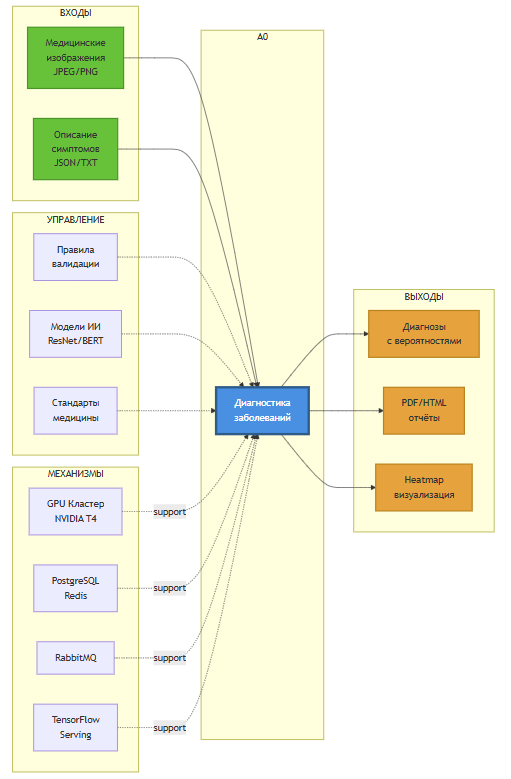 ВХОДЫ
Медицинские
изображения
JPEG/PNG
Описание
симптомов
JSON/TXT
УПРАВЛЕНИЕ
Правила
валидации
Модели ИИ
ResNet/BERT
Стандарты
медицины
МЕХАНИЗМЫ
GPU Кластер
NVIDIA T4
PostgreSQL
Redis
RabbitMQ
TensorFlow
Serving
support
support
support
support
A0
Диагностика
заболеваний
ВЫХОДЫ
Диагнозы
с вероятностями
PDF/HTML
отчёты
Heatmap
визуализация